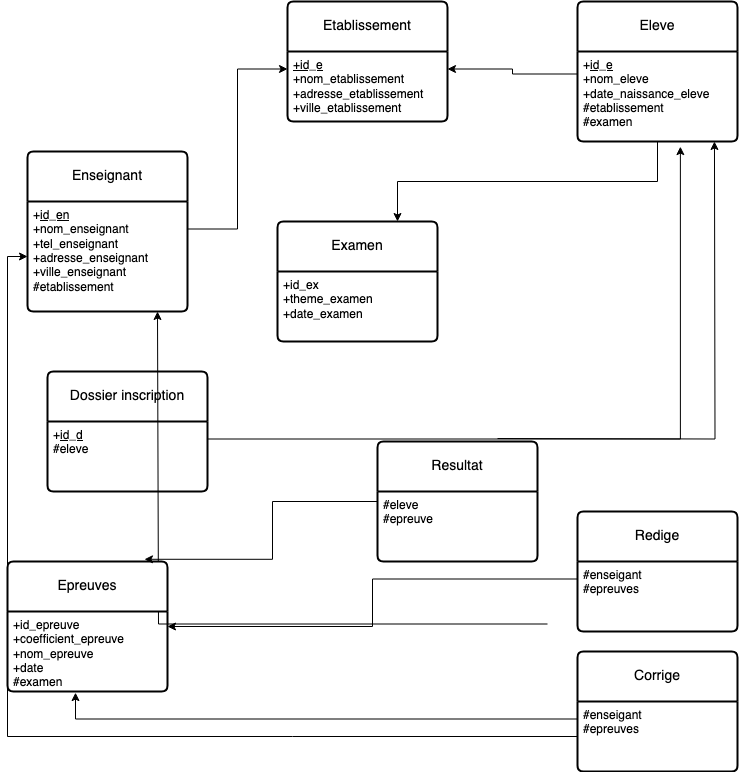 Etablissement
+id_e
+nom_etablissement
+adresse_etablissement
+ville_etablissement
Eleve
+id_e
+nom_eleve
+date_naissance_eleve
#etablissement
#examen
Enseignant
+id_en
+nom_enseignant
+tel_enseignant
+adresse_enseignant
+ville_enseignant
#etablissement
Examen
+id_ex
+theme_examen
+date_examen
Dossier inscription
+id_d
#eleve
Resultat
#eleve
#epreuve
Redige
#enseigant
#epreuves
Epreuves
+id_epreuve
+coefficient_epreuve
+nom_epreuve
+date
#examen
Corrige
#enseigant
#epreuves